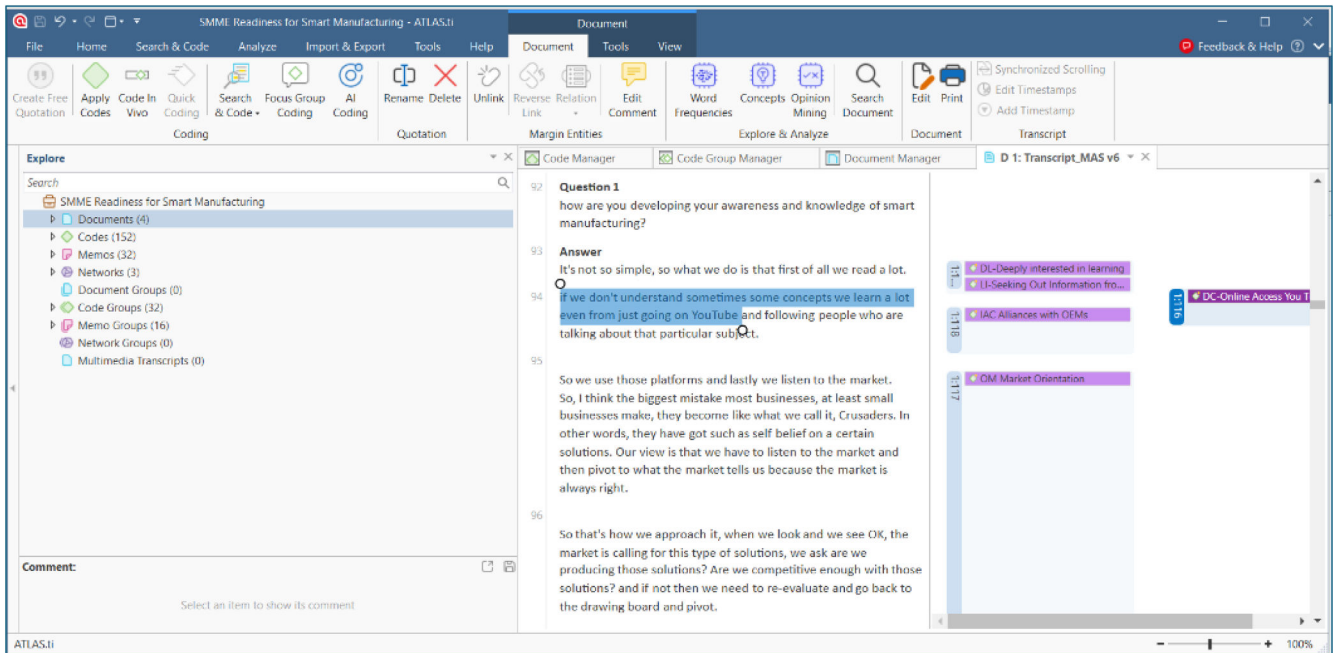 SMME Readiness for Smart Manufacturing - ATLAS.ti
Document
File Home Search & Code Analyze Import & Export Tools Help Document Tools View
Feedback & Help
Create Free Quotation
Apply Codes
Code In Vivo
Quick Coding
Search & Code
Focus Group Coding
AI Coding
Rename Delete
Unlink
Reverse Link
Relation
Edit Comment
Word Frequencies
Concepts
Opinion Mining
Search Document
Edit Print
Synchronized Scrolling
Edit Timestamps
Add Timestamp
Coding Quotation Margin Entities Explore & Analyze Document Transcript
Explore
Search
SMME Readiness for Smart Manufacturing
Documents (4)
Codes (152)
Memos (32)
Networks (3)
Document Groups (0)
Code Groups (32)
Memo Groups (16)
Network Groups (0)
Multimedia Transcripts (0)
Comment:
Select an item to show its comment
Code Manager Code Group Manager Document Manager D 1: Transcript_MAS v6
92 Question 1
how are you developing your awareness and knowledge of smart
manufacturing?
93 Answer
It's not so simple, so what we do is that first of all we read a lot.
94 if we don't understand sometimes some concepts we learn a lot
even from just going on YouTube and following people who are
talking about that particular subject.
95
So we use those platforms and lastly we listen to the market.
So, I think the biggest mistake most businesses, at least small
businesses make, they become like what we call it, Crusaders. In
other words, they have got such as self belief on a certain
solutions. Our view is that we have to listen to the market and
then pivot to what the market tells us because the market is
always right.
96
So that's how we approach it, when we look and we see OK, the
market is calling for this type of solutions, we ask are we
producing those solutions? Are we competitive enough with those
solutions? and if not then we need to re-evaluate and go back to
the drawing board and pivot.
1:1...
DL-Deeply interested in learning
LI-Seeking Out Information fro...
1:118
IAC Alliances with OEMs
1:117
OM Market Orientation
1:116
DC-Online Access You T
ATLAS.ti
100%